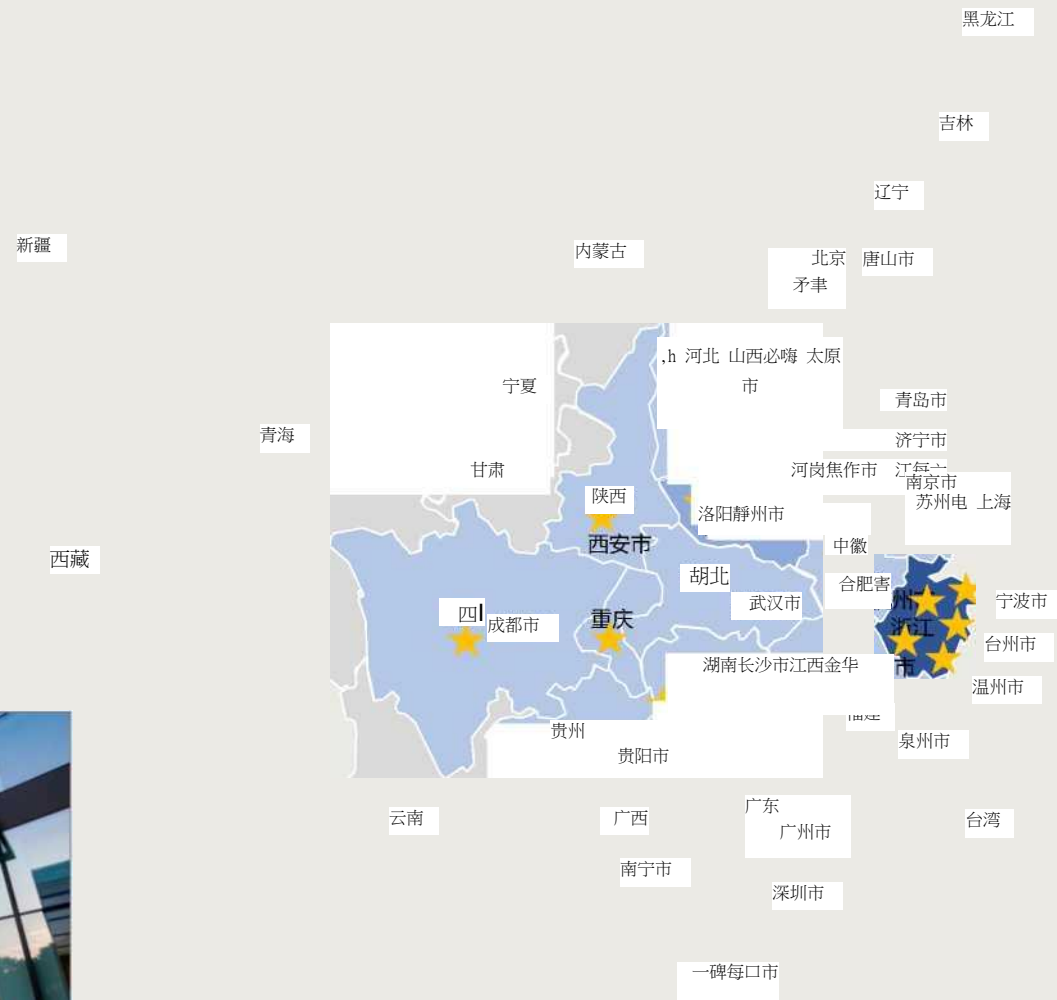 黑龙江
吉林
辽宁
新疆
内蒙古
北京 唐山市
矛聿
,h 河北 山西必嗨 太原
市
宁夏
青岛市
青海
济宁市
甘肃
河岗焦作市
南京市
陕西
苏州电 上海
洛阳靜州市
西安市
中徽
西藏
胡北
合肥害
武汉市
宁波市
四
成都市
重庆
浙江
台州市
湖南长沙市江西金华
市
温州市
贵州
泉州市
贵阳市
广东
云南
广西
台湾
广州市
南宁市
深圳市
一碑每口市